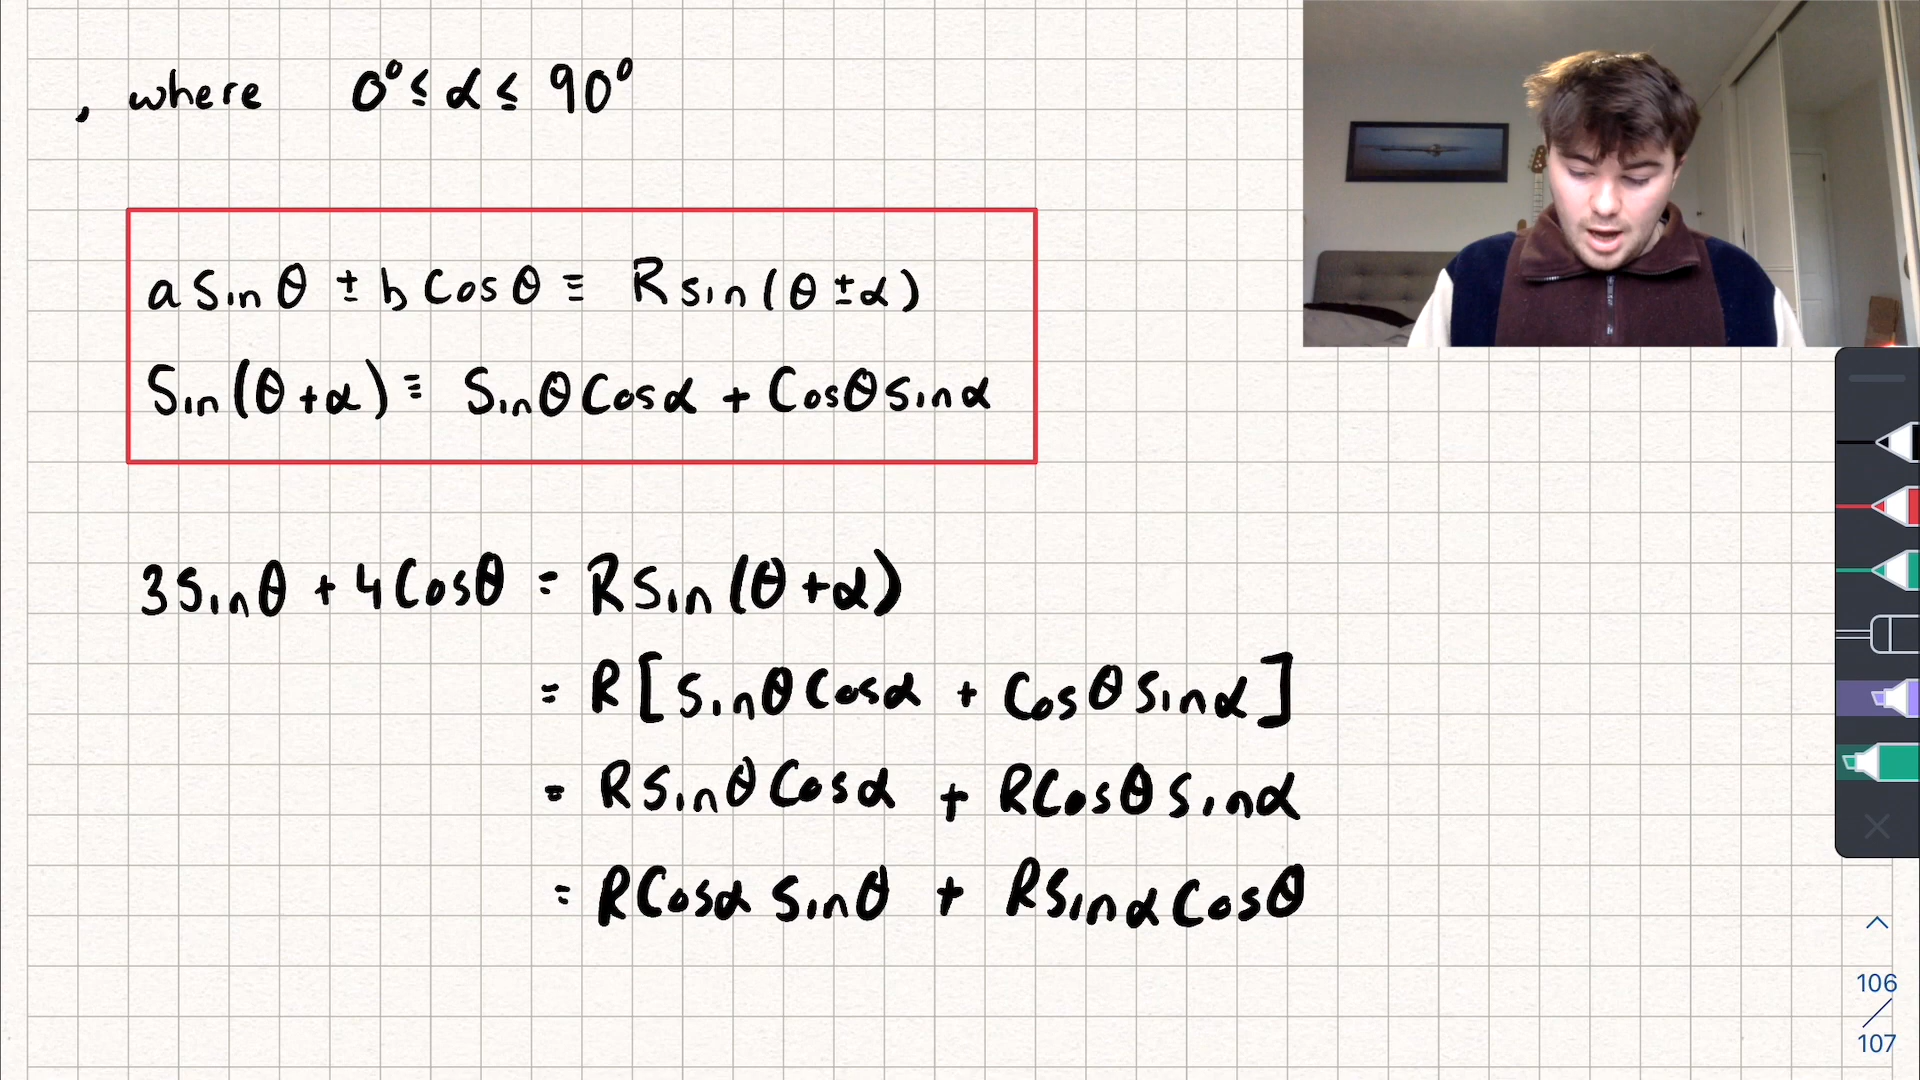 , where 0° ≤ α ≤ 90°
a sin θ ± b cos θ ≡ R sin (θ ± α)
Sin (θ + α) ≡ Sin θ Cos α + Cos θ sin α
3 Sin θ + 4 Cos θ = R Sin (θ + α)
= R [ sin θ Cos α + Cos θ sin α ]
= R Sin θ Cos α + R Cos θ sin α
= R Cos α sin θ + R sin α Cos θ
106
/
107